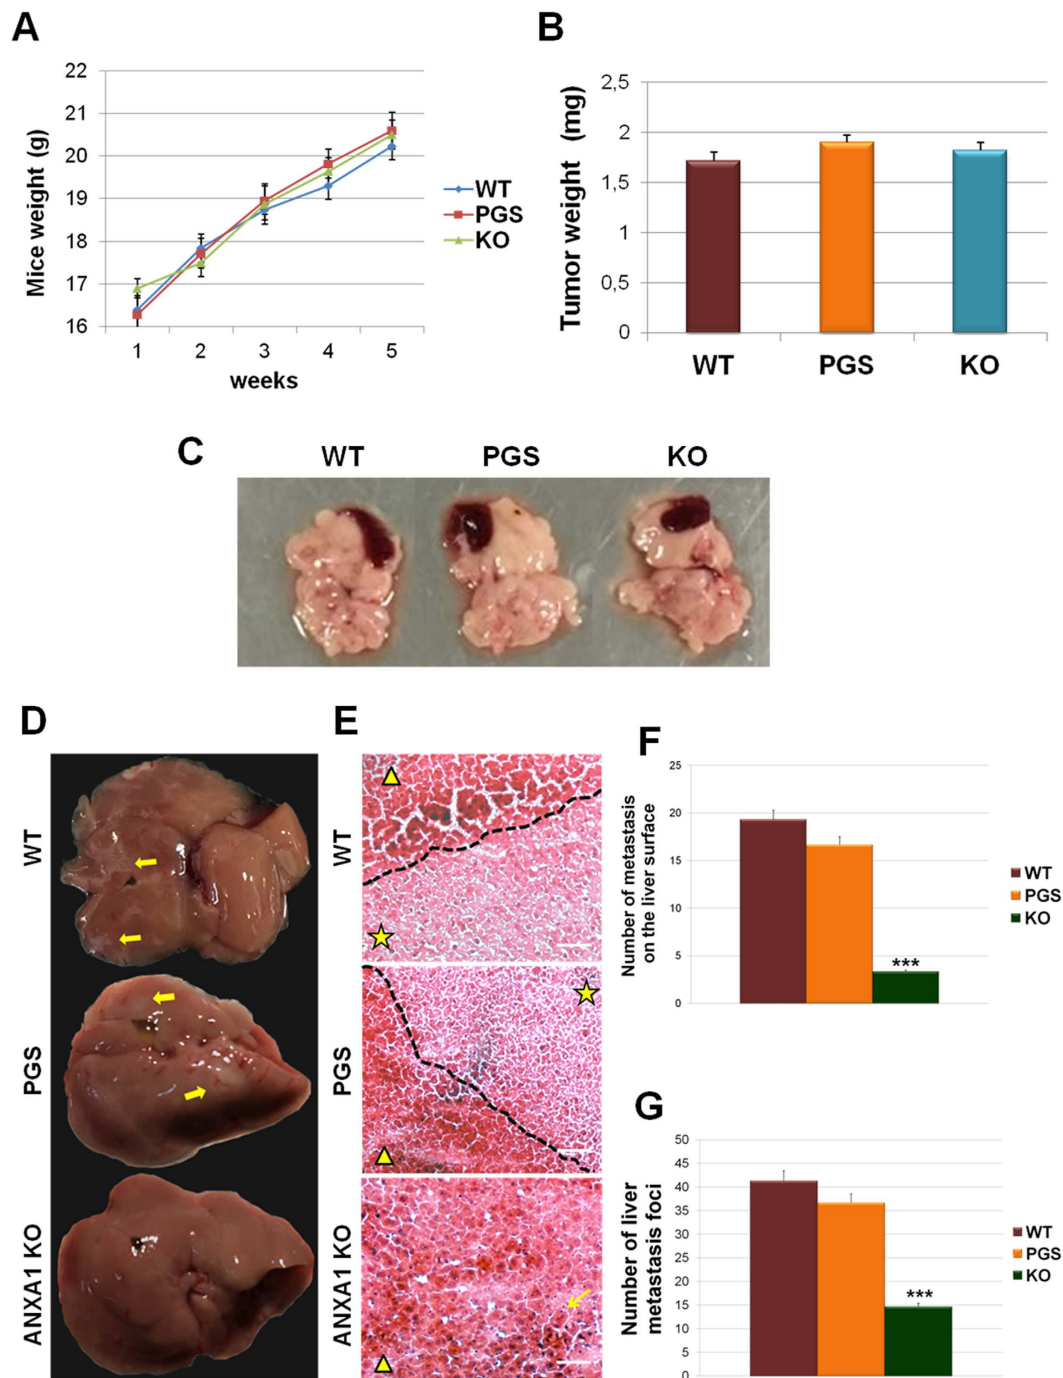 A
22
21
20
19
18
17
16
Mice weight (g)
1 2 3 4 5
weeks
WT
PGS
KO
B
2,5
2
1,5
1
0,5
0
Tumor weight (mg)
WT PGS KO
C
WT PGS KO
D
WT
PGS
ANXA1 KO
E
WT
PGS
ANXA1 KO
F
25
20
15
10
5
0
Number of metastasis
on the liver surface
***
WT
PGS
KO
G
50
45
40
35
30
25
20
15
10
5
0
Number of liver
metastasis foci
***
WT
PGS
KO